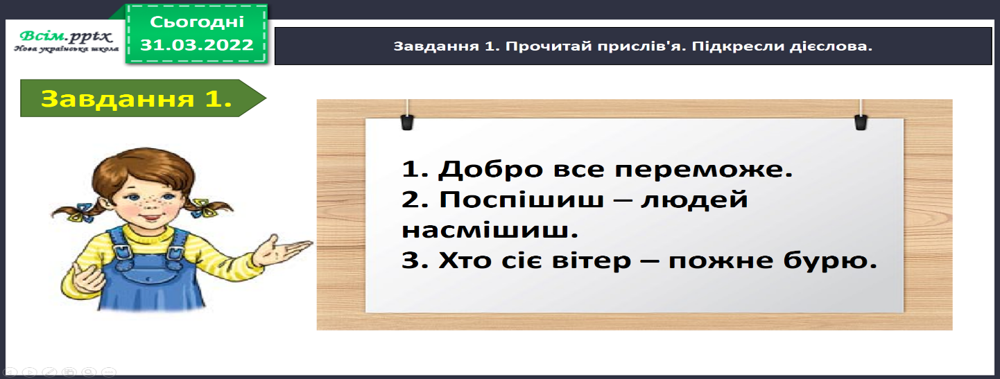 Всім.pptx
Нова українська школа
Сьогодні
31.03.2022
Завдання 1. Прочитай прислів'я. Підкресли дієслова.
Завдання 1.
1. Добро все переможе.
2. Поспішиш – людей
насмішиш.
3. Хто сіє вітер – пожне бурю.